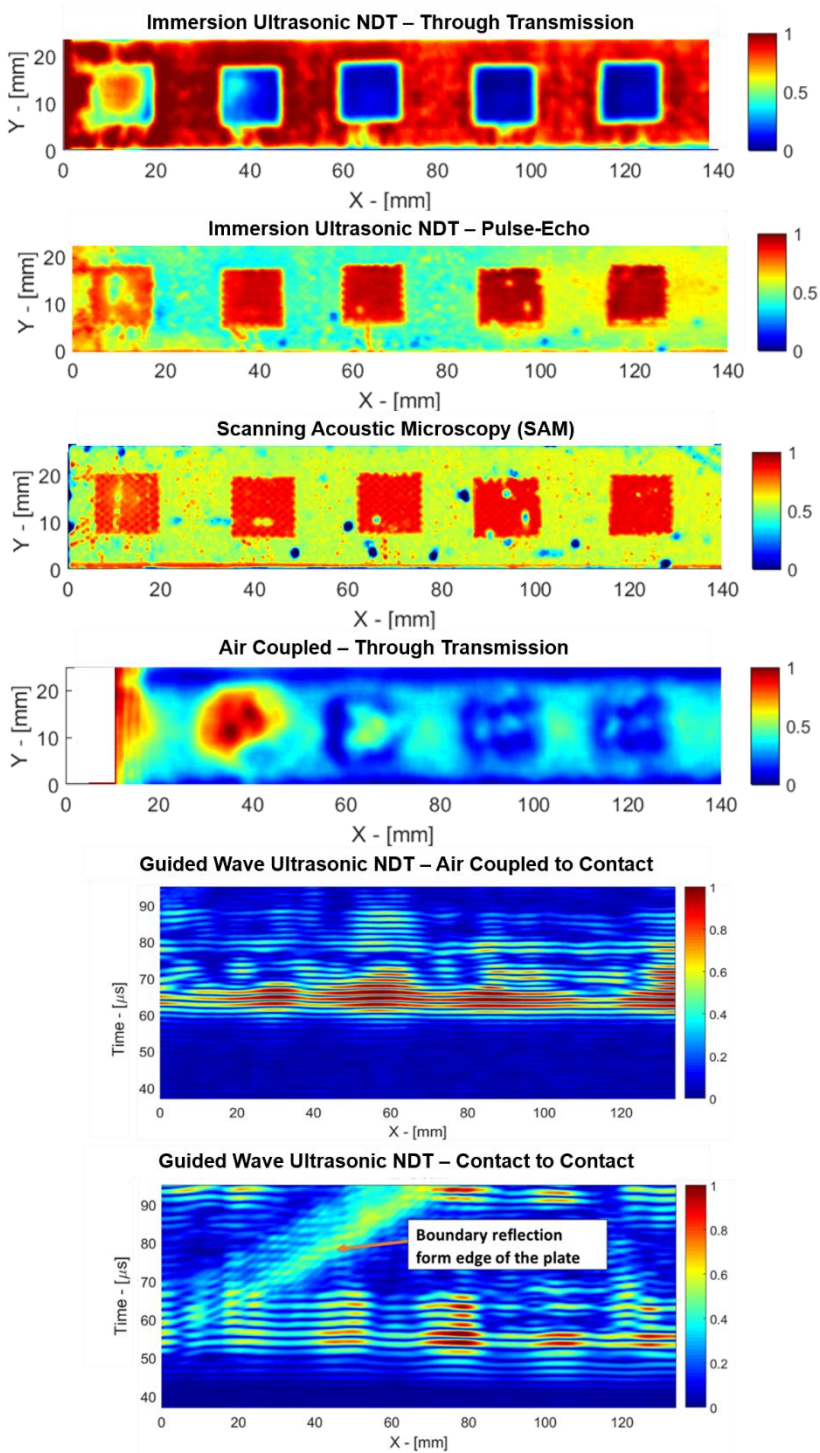 Immersion Ultrasonic NDT – Through Transmission
Y - [mm]
20
10
0
0 20 40 60 80 100 120 140
X - [mm]
1
0.5
0
Immersion Ultrasonic NDT – Pulse-Echo
Y - [mm]
20
10
0
0 20 40 60 80 100 120 140
X - [mm]
1
0.5
0
Scanning Acoustic Microscopy (SAM)
Y - [mm]
20
10
0
0 20 40 60 80 100 120 140
X - [mm]
1
0.5
0
Air Coupled – Through Transmission
Y - [mm]
20
10
0
0 20 40 60 80 100 120 140
X - [mm]
1
0.5
0
Guided Wave Ultrasonic NDT – Air Coupled to Contact
Time - [μs]
90
80
70
60
50
40
0 20 40 60 80 100 120
X - [mm]
1
0.8
0.6
0.4
0.2
0
Guided Wave Ultrasonic NDT – Contact to Contact
Time - [μs]
90
80
70
60
50
40
Boundary reflection
form edge of the plate
0 20 40 60 80 100 120
X - [mm]
1
0.8
0.6
0.4
0.2
0